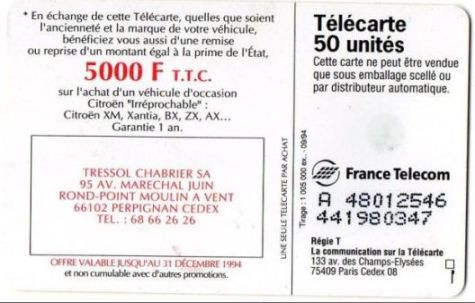 * En échange de cette Télécarte, quelles que soient
l'ancienneté et la marque de votre véhicule,
bénéficiez vous aussi d'une remise
ou reprise d'un montant égal à la prime de l'État,
5000 F T.T.C.
sur l'achat d'un véhicule d'occasion
Citroën "Irréprochable" :
Citroën XM, Xantia, BX, ZX, AX...
Garantie 1 an.
TRESSOL CHABRIER SA
95 AV. MARECHAL JUIN
ROND-POINT MOULIN A VENT
66102 PERPIGNAN CEDEX
TEL. : 68 66 26 26
OFFRE VALABLE JUSQU'AU 31 DÉCEMBRE 1994
et non cumulable avec d'autres promotions.
UNE SEULE TELECARTE PAR ACHAT
Tirage : 1 005 000 ex. - 09/94
Télécarte
50 unités
Cette carte ne peut être vendue
que sous emballage scellé ou
par distributeur automatique.
France Telecom
A 48012546
441980347
Régie T
La communication sur la Télécarte
133 av. des Champs-Elysées
75409 Paris Cedex 08